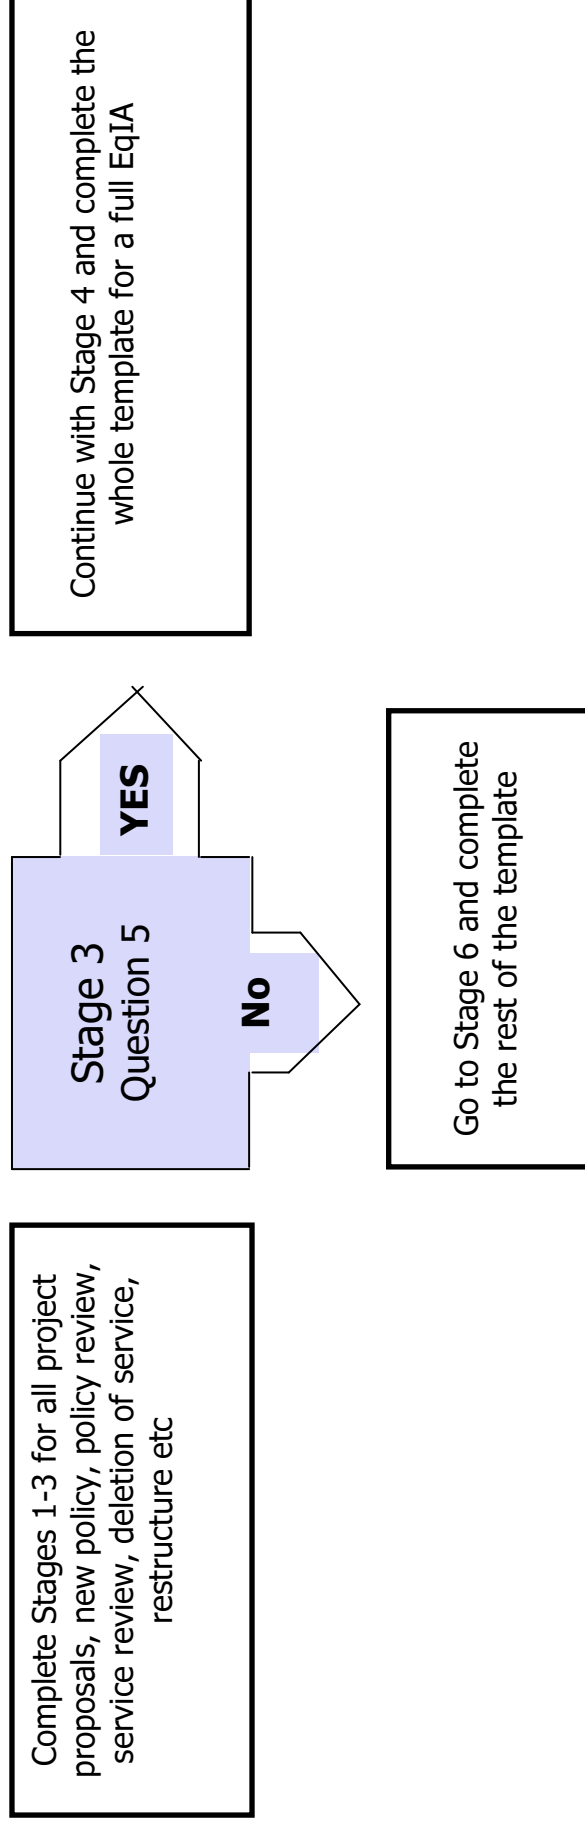 Complete Stages 1-3 for all project
proposals, new policy, policy review,
service review, deletion of service,
restructure etc
Stage 3
Question 5
YES
No
Continue with Stage 4 and complete the
whole template for a full EqIA
Go to Stage 6 and complete
the rest of the template